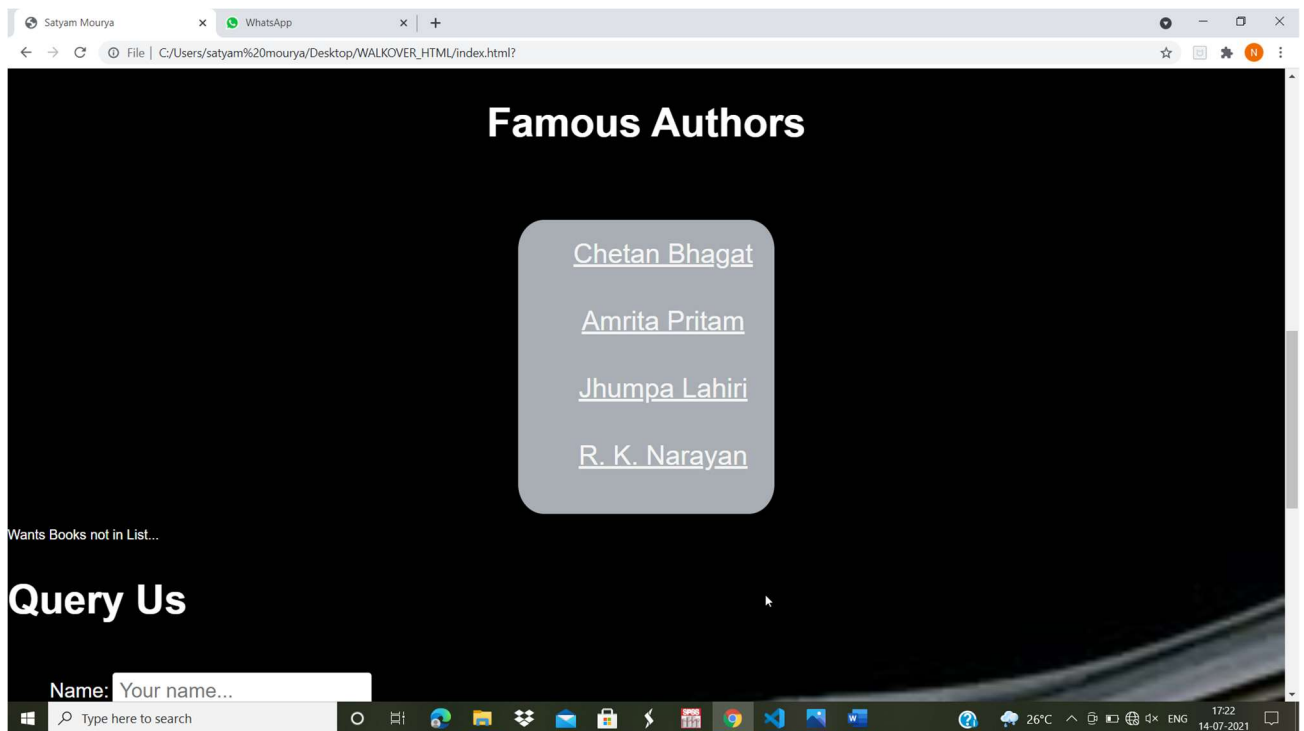 Satyam Mourya
WhatsApp
File | C:/Users/satyam%20mourya/Desktop/WALKOVER_HTML/index.html?
N
Famous Authors
Chetan Bhagat
Amrita Pritam
Jhumpa Lahiri
R. K. Narayan
Wants Books not in List...
Query Us
Name: Your name...
Type here to search
SPSS
W
26°C
ENG
17:22
14-07-2021